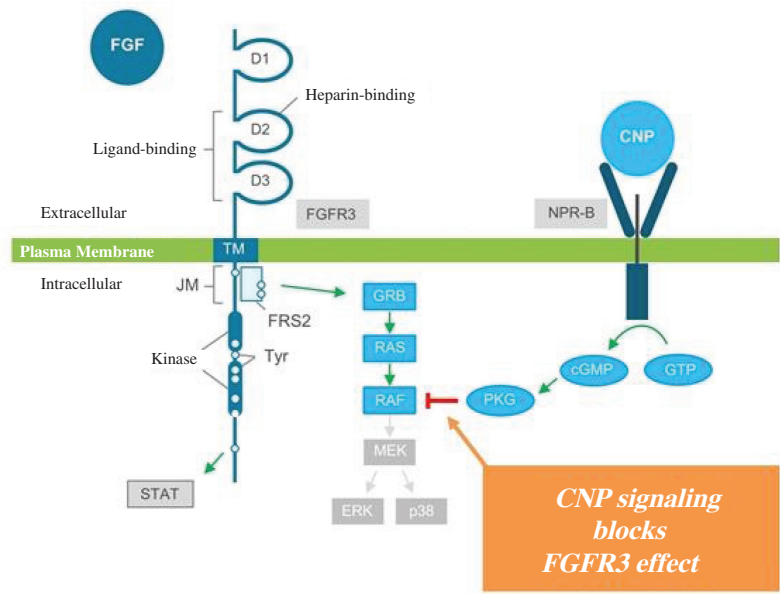 FGF
D1
Heparin-binding
D2
Ligand-binding
D3
CNP
Extracellular
FGFR3
NPR-B
Plasma Membrane
TM
Intracellular
JM
FRS2
GRB
Kinase
Tyr
RAS
cGMP
GTP
RAF
PKG
MEK
STAT
ERK
p38
CNP signaling
blocks
FGFR3 effect